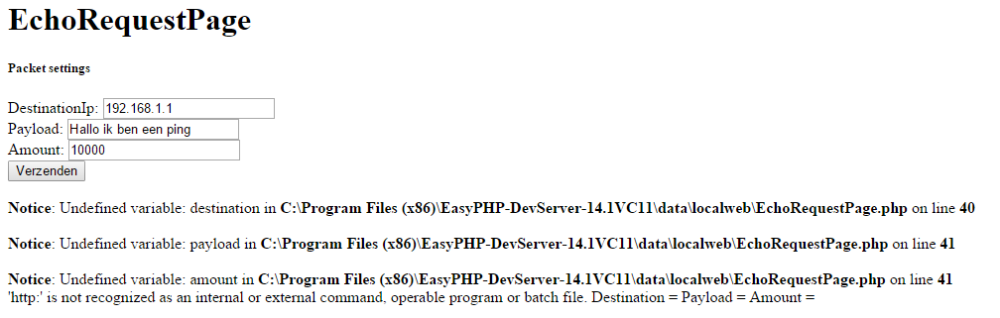 EchoRequestPage
Packet settings
DestinationIp: 192.168.1.1
Payload: Hallo ik ben een ping
Amount: 10000
Verzenden
Notice: Undefined variable: destination in C:\Program Files (x86)\EasyPHP-DevServer-14.1VC11\data\localweb\EchoRequestPage.php on line 40
Notice: Undefined variable: payload in C:\Program Files (x86)\EasyPHP-DevServer-14.1VC11\data\localweb\EchoRequestPage.php on line 41
Notice: Undefined variable: amount in C:\Program Files (x86)\EasyPHP-DevServer-14.1VC11\data\localweb\EchoRequestPage.php on line 41
'http:' is not recognized as an internal or external command, operable program or batch file. Destination = Payload = Amount =